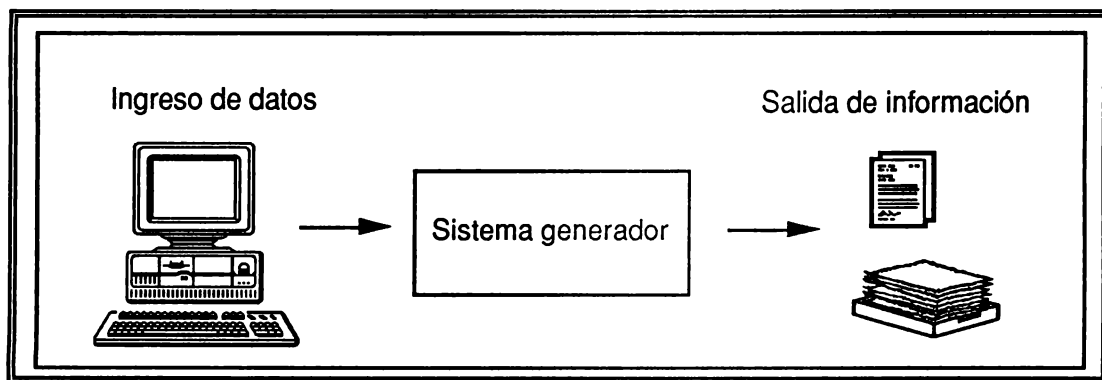 Ingreso de datos
Salida de información
Sistema generador